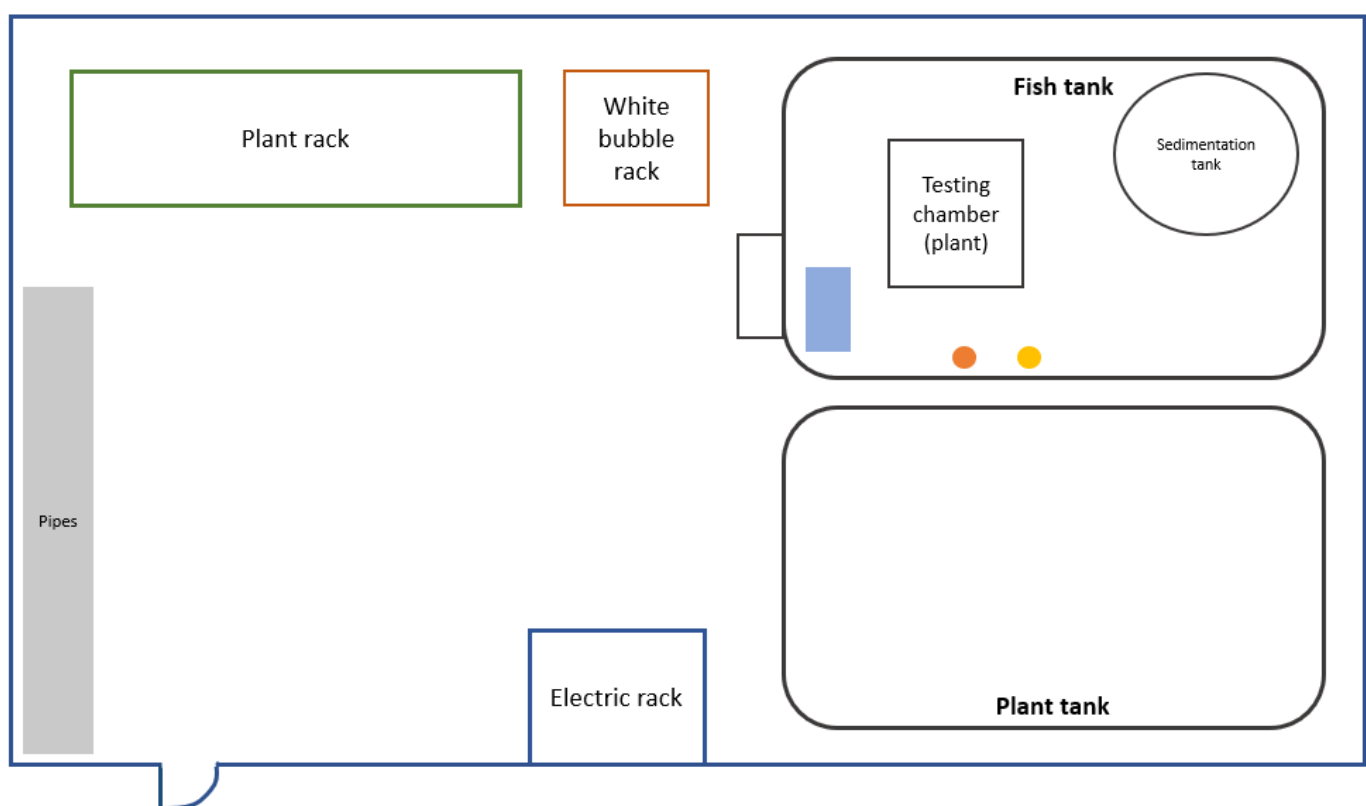 Plant rack
White
bubble
rack
Fish tank
Sedimentation
tank
Testing
chamber
(plant)
Pipes
Electric rack
Plant tank